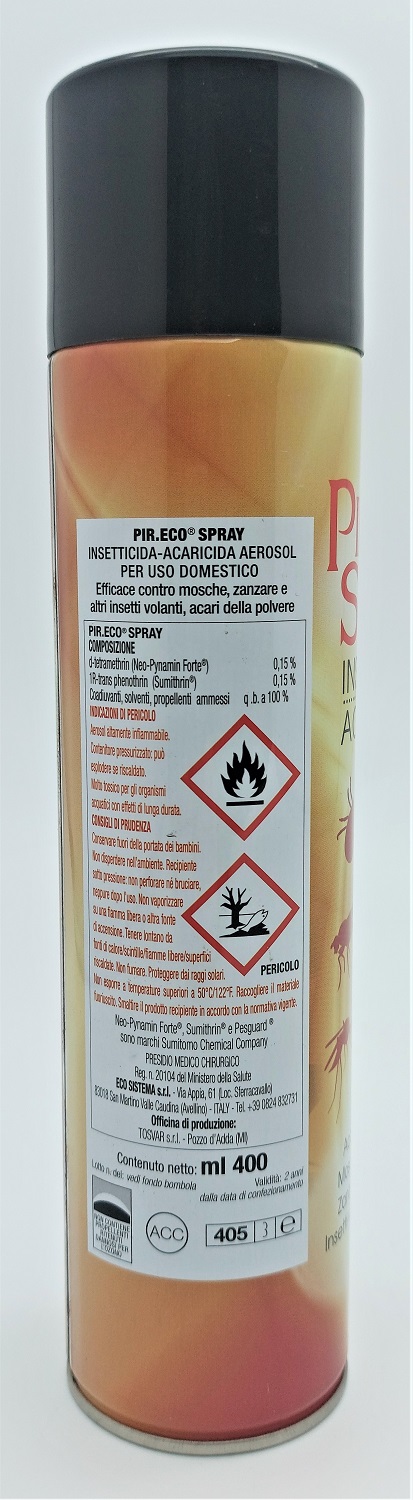 PIR.ECO® SPRAY
INSETTICIDA-ACARICIDA AEROSOL
PER USO DOMESTICO
Efficace contro mosche, zanzare e
altri insetti volanti, acari della polvere
PIR.ECO® SPRAY
COMPOSIZIONE
d-tetramethrin (Neo-Pynamin Forte®) 0,15 %
1R-trans phenothrin (Sumithrin®) 0,15 %
Coadiuvanti, solventi, propellenti ammessi q .b. a 100 %
INDICAZIONI DI PERICOLO
Aerosol altamente infiammabile.
Contenitore pressurizzato: può
esplodere se riscaldato.
Molto tossico per gli organismi
acquatici con effetti di lunga durata.
CONSIGLI DI PRUDENZA
Conservare fuori della portata dei bambini.
Non disperdere nell'ambiente. Recipiente
sotto pressione: non perforare né bruciare,
neppure dopo l'uso. Non vaporizzare
su una fiamma libera o altra fonte
di accensione. Tenere lontano da
fonti di calore/scintille/fiamme libere/superfici
riscaldate. Non fumare. Proteggere dai raggi solari.
PERICOLO
Non esporre a temperature superiori a 50°C/122°F. Raccogliere il materiale
fuoriuscito. Smaltire il prodotto recipiente in accordo con la normativa vigente.
Neo-Pynamin Forte®, Sumithrin® e Pesguard ®
sono marchi Sumitomo Chemical Company
PRESIDIO MEDICO CHIRURGICO
Reg. n. 20104 del Ministero della Salute
ECO SISTEMA s.r.l. - Via Appia, 61 (Loc. Sferracavallo)
83018 San Martino Valle Caudina (Avellino) - ITALY - Tel. +39 0824 832731
Officina di produzione:
TOSVAR s.r.l. - Pozzo d'Adda (MI)
Contenuto netto: ml 400
Lotto n. del: vedi fondo bombola
Validità: 2 anni
dalla data di confezionamento
NON CONTIENE
PROPELLENTI
RITENUTI
DANNOSI PER
L'OZONO
ACC
405 3 e